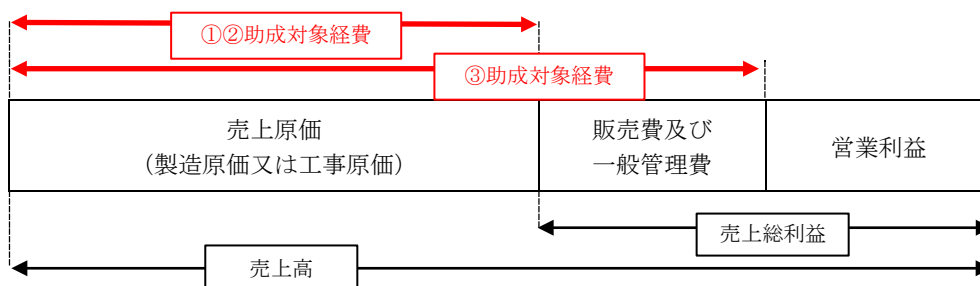 ①②助成対象経費
③助成対象経費
売上原価
(製造原価又は工事原価)
販売費及び
一般管理費
営業利益
売上総利益
売上高